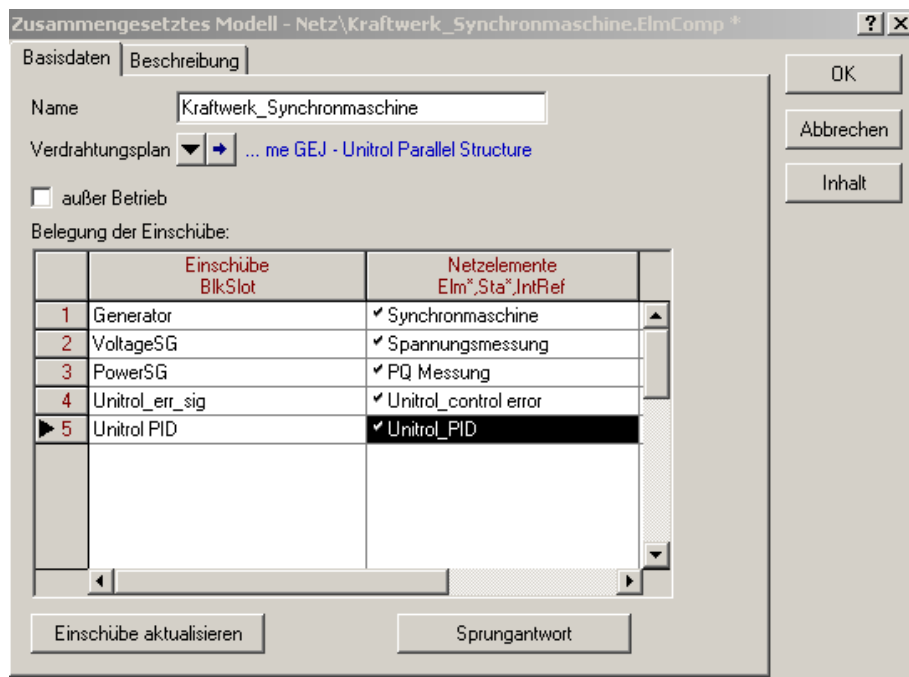 Zusammengesetztes Modell - Netz\Kraftwerk_Synchronmaschine.ElmComp *
Basisdaten Beschreibung
OK
Name Kraftwerk_Synchronmaschine
Abbrechen
Verdrahtungsplan ... me GEJ - Unitrol Parallel Structure
Inhalt
außer Betrieb
Belegung der Einschübe:
Einschübe Netzelemente
BlkSlot Elm*,Sta*,IntRef
1 Generator Synchronmaschine
2 VoltageSG Spannungsmessung
3 PowerSG PQ Messung
4 Unitrol_err_sig Unitrol_control error
5 Unitrol PID Unitrol_PID
Einschübe aktualisieren Sprungantwort